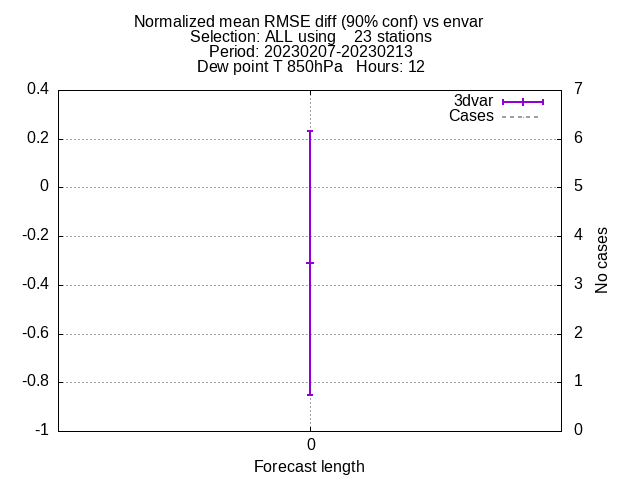 Normalized mean RMSE diff (90% conf) vs envar
Selection: ALL using    23 stations
Period: 20230207-20230213
Dew point T 850hPa   Hours: 12
3dvar
Cases
0.4
0.2
0
-0.2
-0.4
-0.6
-0.8
-1
7
6
5
4
3
2
1
0
No cases
0
Forecast length